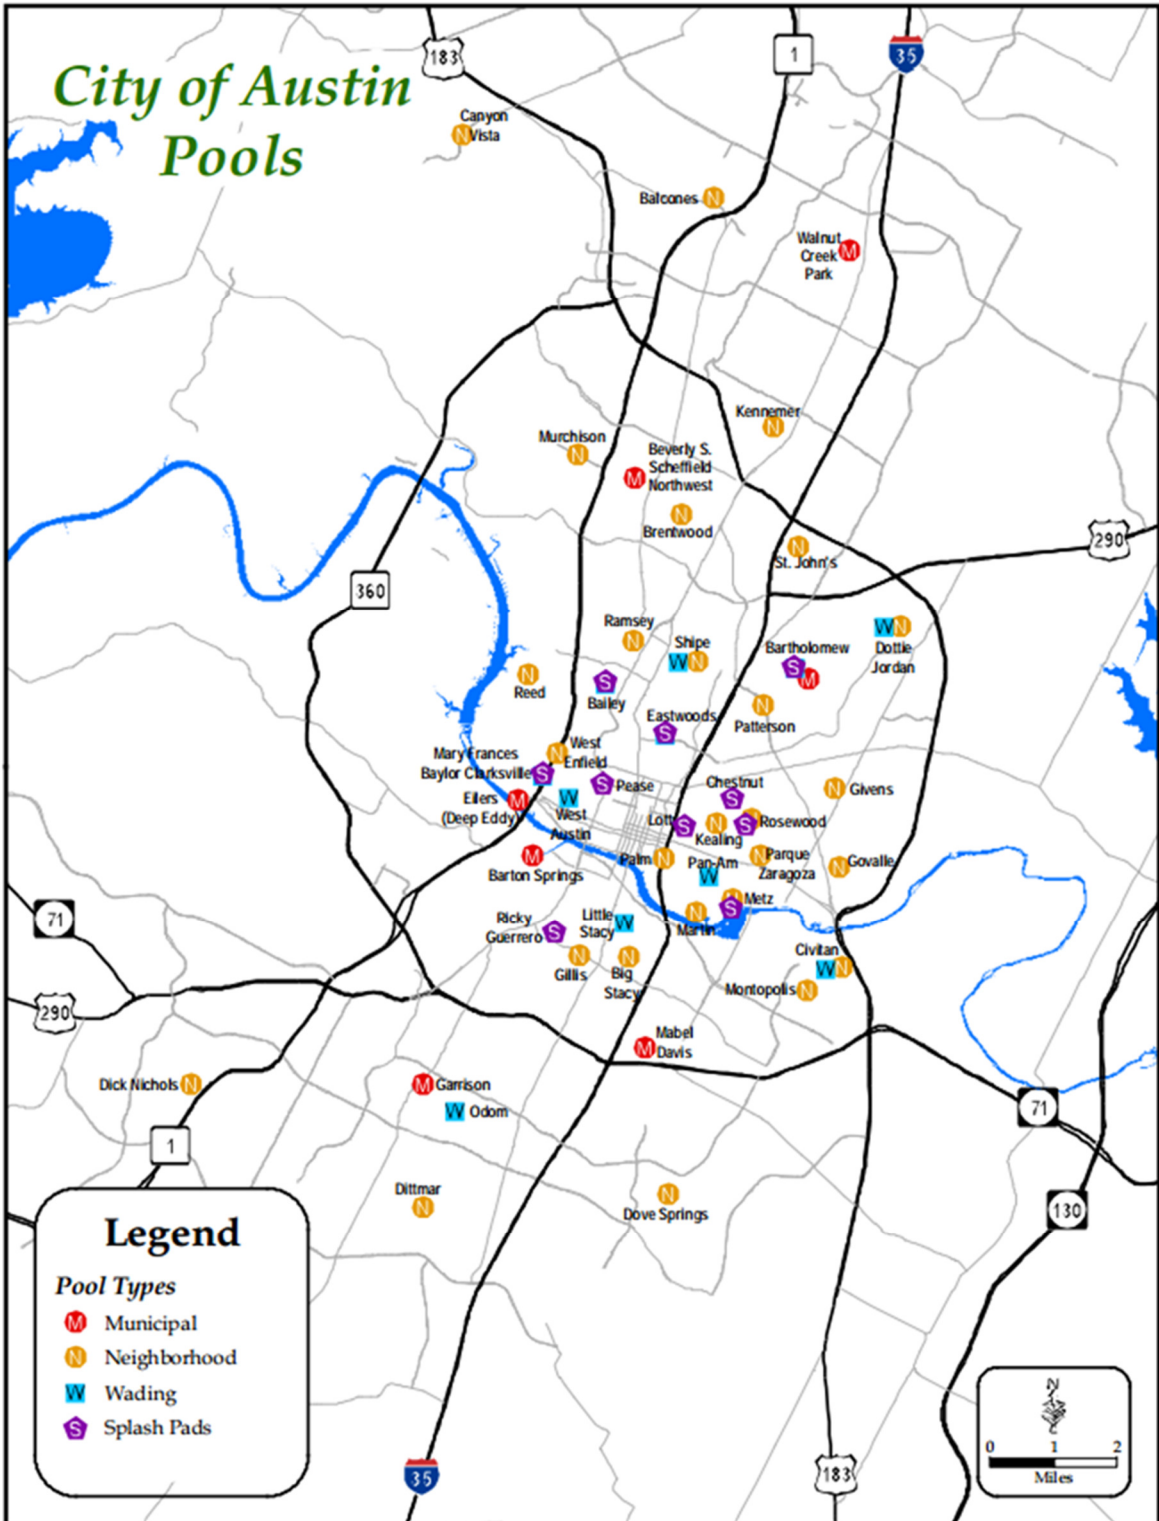 City of Austin
Pools
183
1
35
Canyon
N Vista
Balcones N
Walnut
Creek M
Park
Kennemer
N
Murchison
N
Beverly S.
Scheffield
M Northwest
N
Brentwood
N
St. John's
290
360
Ramsey
N
Shipe
W N
W N
Dottie
Jordan
Bartholomew
S
M
N
Reed
S
Bailey
N
Patterson
Eastwoods
S
West
N Enfield
Mary Frances
Baylor Clarksville S
Eilers M
(Deep Eddy)
W
West
Austin
S Pease
Chestnut
S
N Givens
Lott S
N
Kealing
N
S Rosewood
M
Barton Springs
Palm N
Pan-Am
W
N Parque
Zaragoza
N Govalle
N Metz
S
N
Martin
71
Ricky
Guerrero S
Little W
Stacy
N
Gillis
N
Big
Stacy
Civitan
W N
Montopolis N
290
Mabel
M Davis
Dick Nichols N
M Garrison
W Odom
71
1
Dittmar
N
N
Dove Springs
130
Legend
Pool Types
M Municipal
N Neighborhood
W Wading
S Splash Pads
35
183
N
0 1 2
Miles